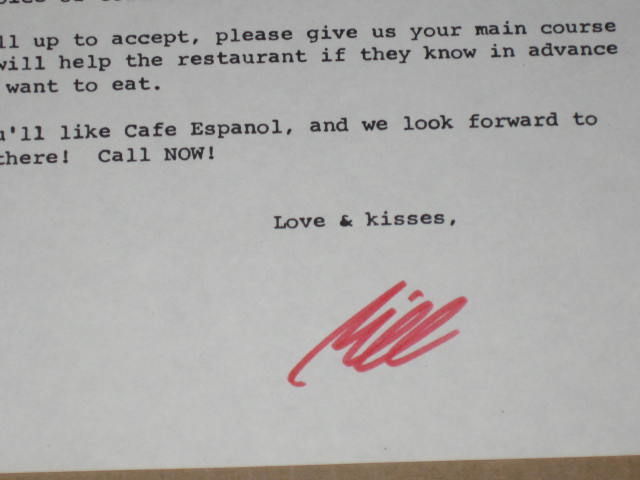 ll up to accept, please give us your main course
will help the restaurant if they know in advance
want to eat.
u'll like Cafe Espanol, and we look forward to
there! Call NOW!
Love & kisses,
Jill